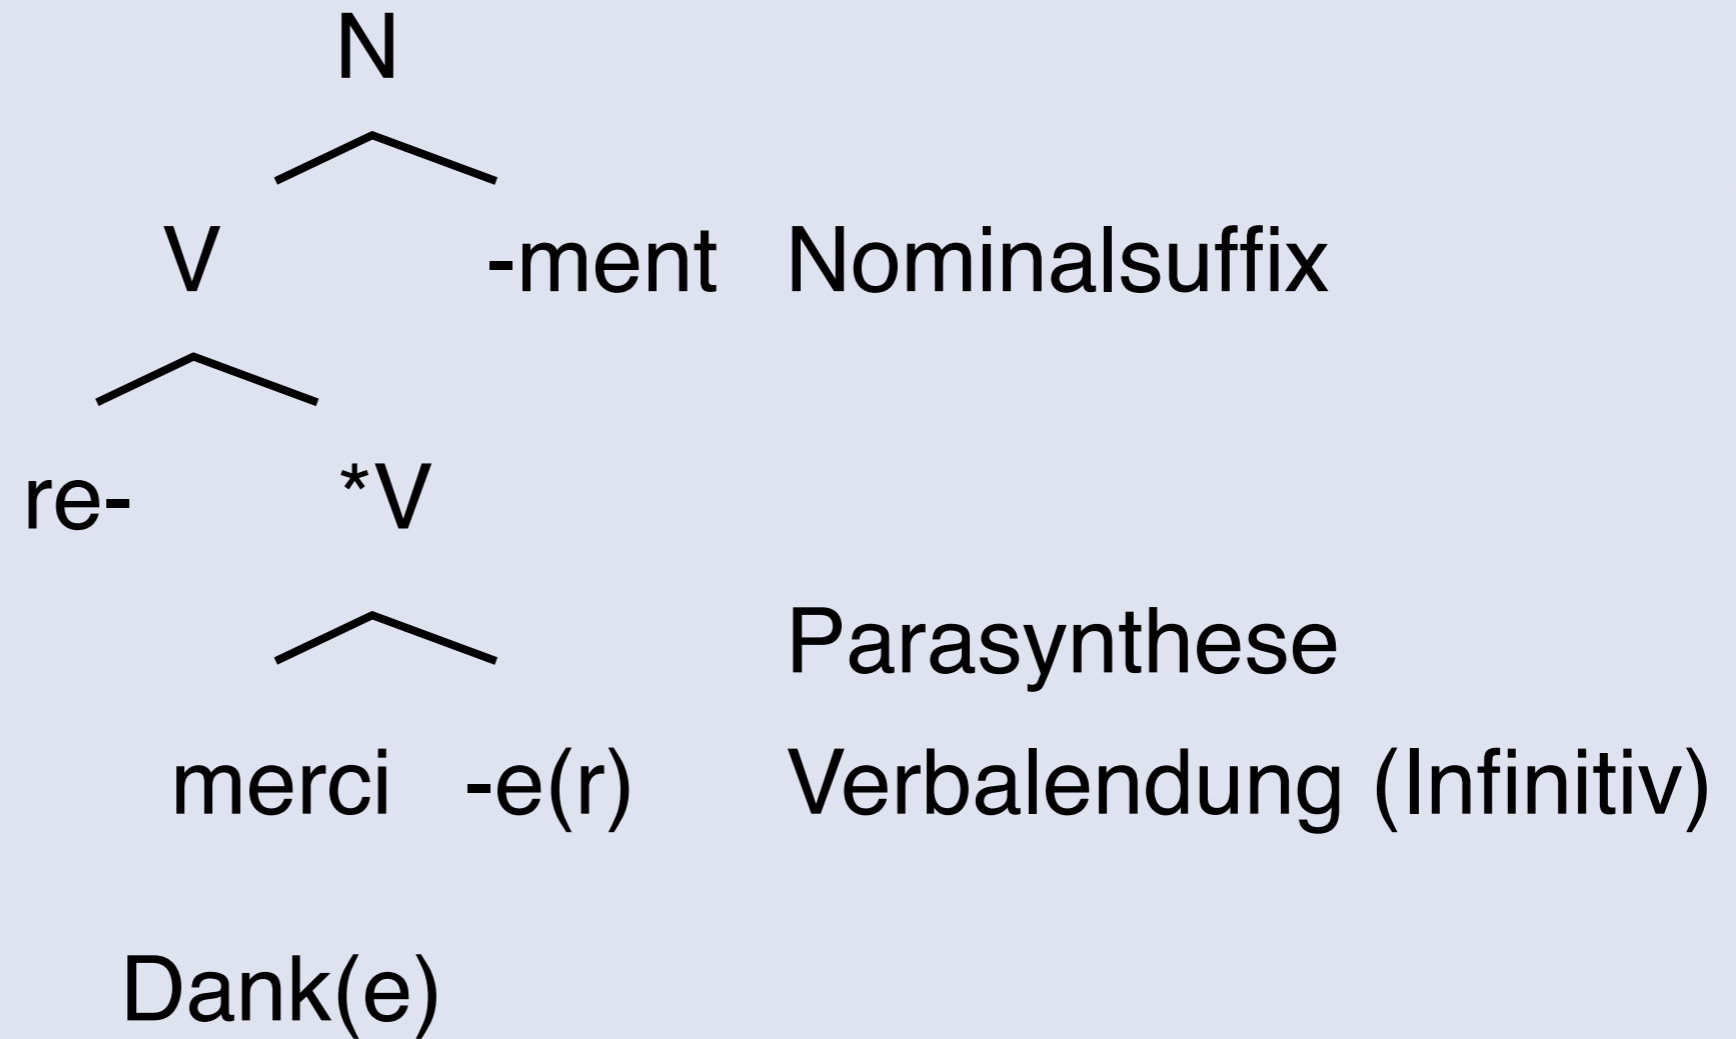 N
V -ment Nominalsuffix
re- *V
Parasynthese
merci -e(r) Verbalendung (Infinitiv)
Dank(e)